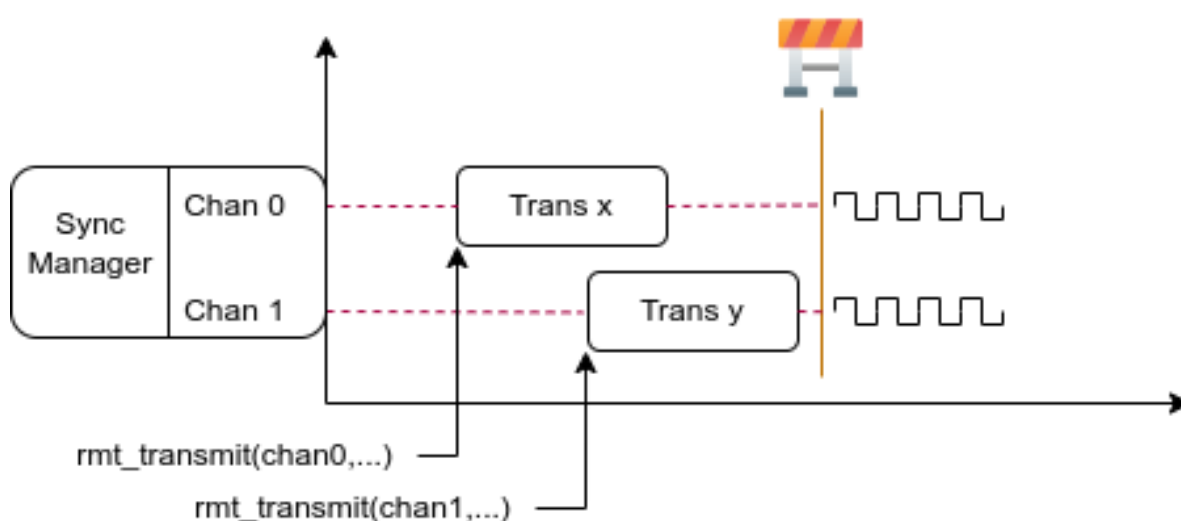 Sync
Manager
Chan 0
Chan 1
Trans x
Trans y
rmt_transmit(chan0,...)
rmt_transmit(chan1,...)